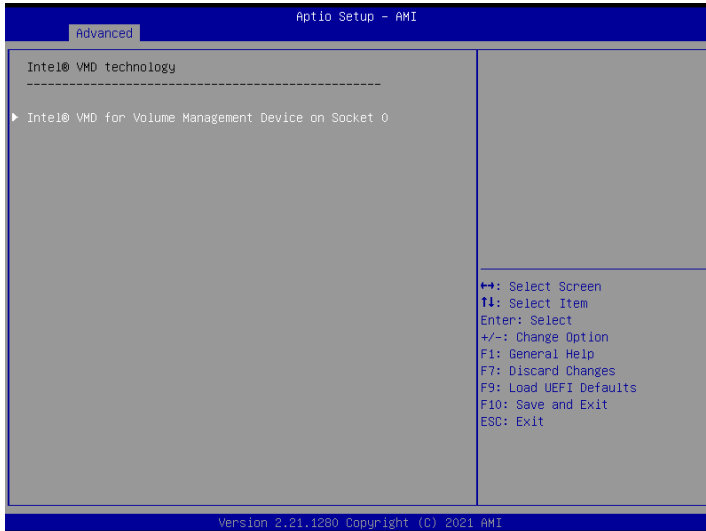 Aptio Setup – AMI
Advanced
Intel® VMD technology
--------------------------------------------------
▶ Intel® VMD for Volume Management Device on Socket 0
↔: Select Screen
↑↓: Select Item
Enter: Select
+/-: Change Option
F1: General Help
F7: Discard Changes
F9: Load UEFI Defaults
F10: Save and Exit
ESC: Exit
Version 2.21.1280 Copyright (C) 2021 AMI